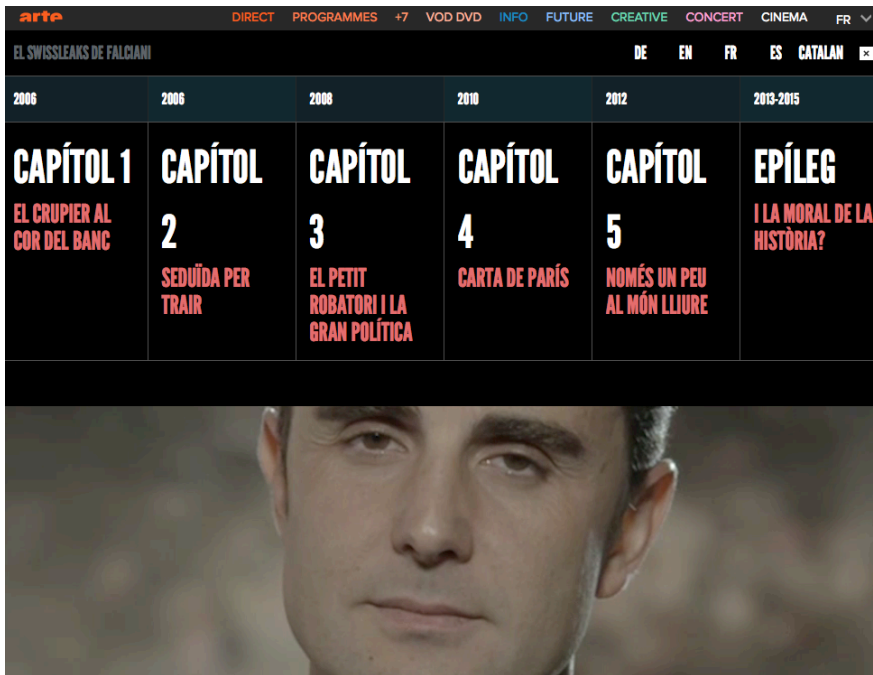 arte DIRECT PROGRAMMES +7 VOD DVD INFO FUTURE CREATIVE CONCERT CINEMA FR
EL SWISSLEAKS DE FALCIANI DE EN FR ES CATALAN
2006
CAPÍTOL 1
EL CRUPIER AL
COR DEL BANC
2006
CAPÍTOL
2
SEDUÏDA PER
TRAIR
2008
CAPÍTOL
3
EL PETIT
ROBATORI I LA
GRAN POLÍTICA
2010
CAPÍTOL
4
CARTA DE PARÍS
2012
CAPÍTOL
5
NOMÉS UN PEU
AL MÓN LLIURE
2013-2015
EPÍLEG
I LA MORAL DE LA
HISTÒRIA?